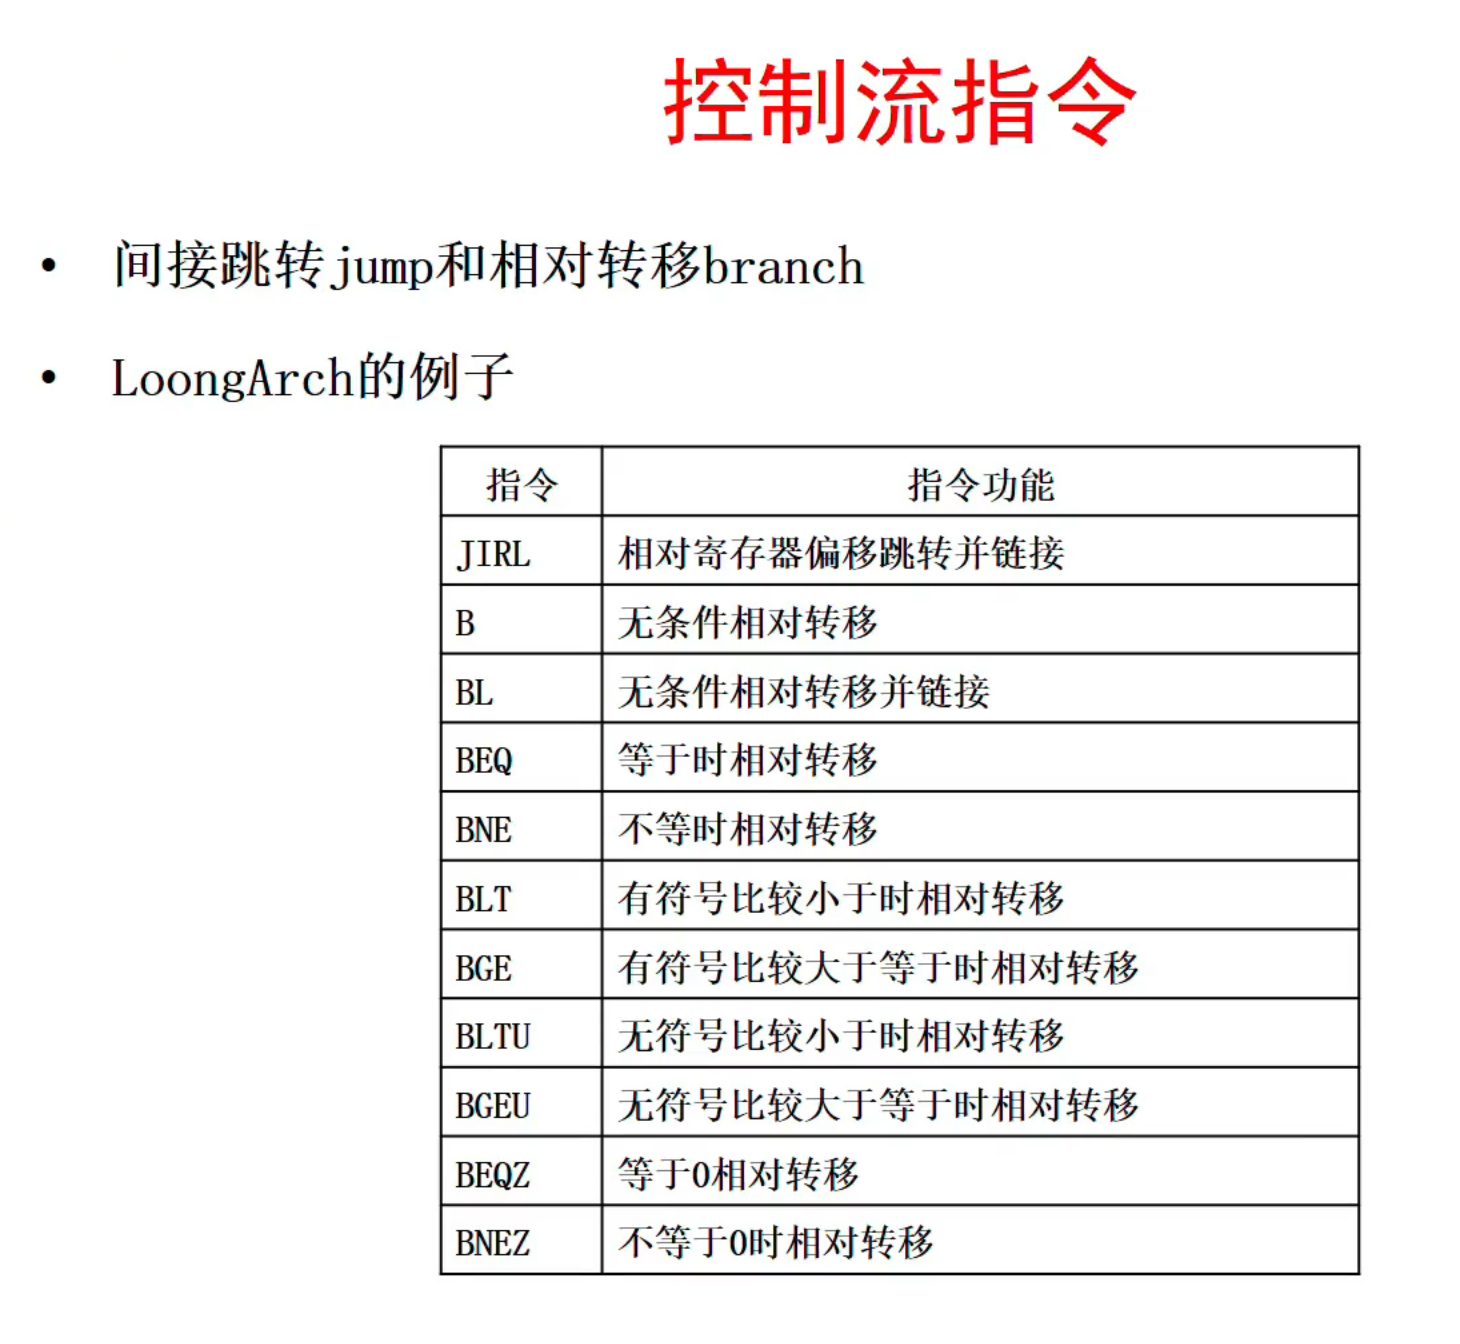 控制流指令
• 间接跳转jump和相对转移branch
• LoongArch的例子
指令 指令功能
JIRL 相对寄存器偏移跳转并链接
B 无条件相对转移
BL 无条件相对转移并链接
BEQ 等于时相对转移
BNE 不等时相对转移
BLT 有符号比较小于时相对转移
BGE 有符号比较大于等于时相对转移
BLTU 无符号比较小于时相对转移
BGEU 无符号比较大于等于时相对转移
BEQZ 等于0相对转移
BNEZ 不等于0时相对转移